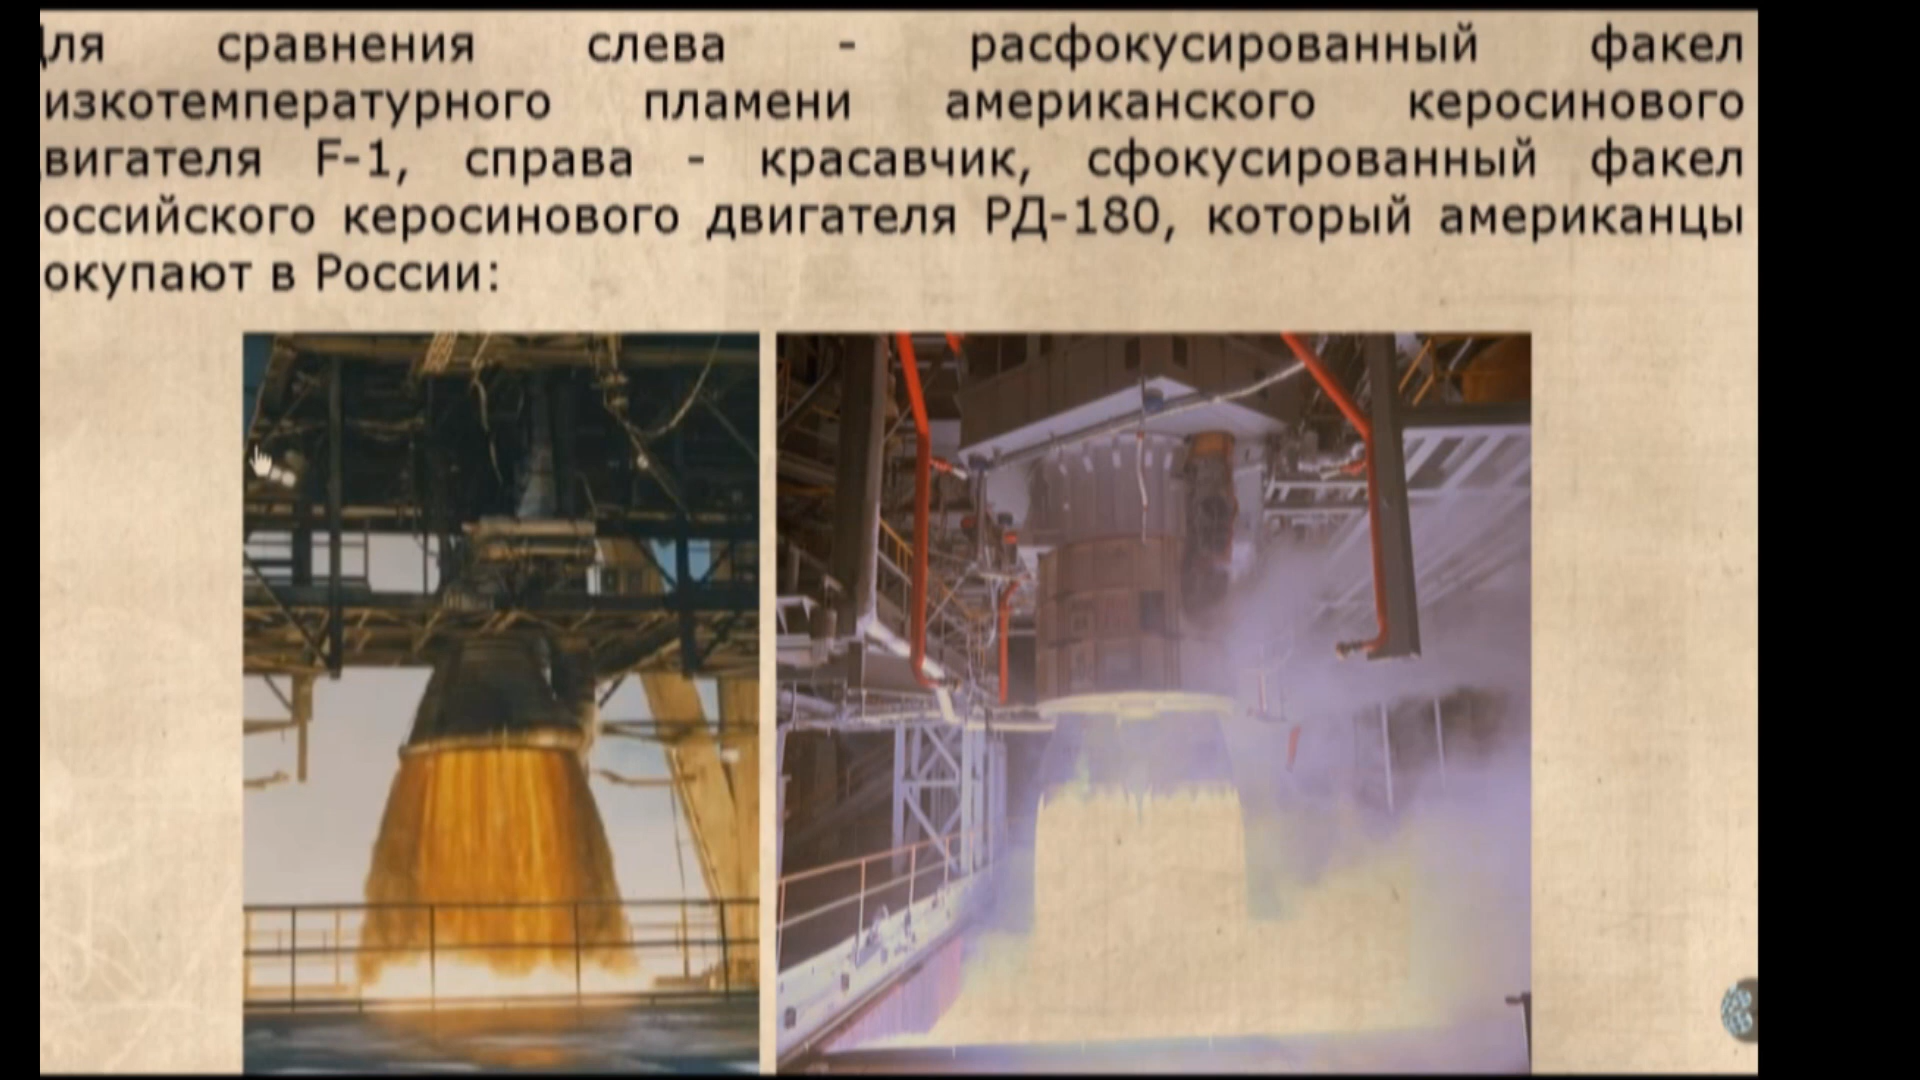 для сравнения слева - расфокусированный факел
изкотемпературного пламени американского керосинового
вигателя F-1, справа - красавчик, сфокусированный факел
оссийского керосинового двигателя РД-180, который американцы
окупают в России: